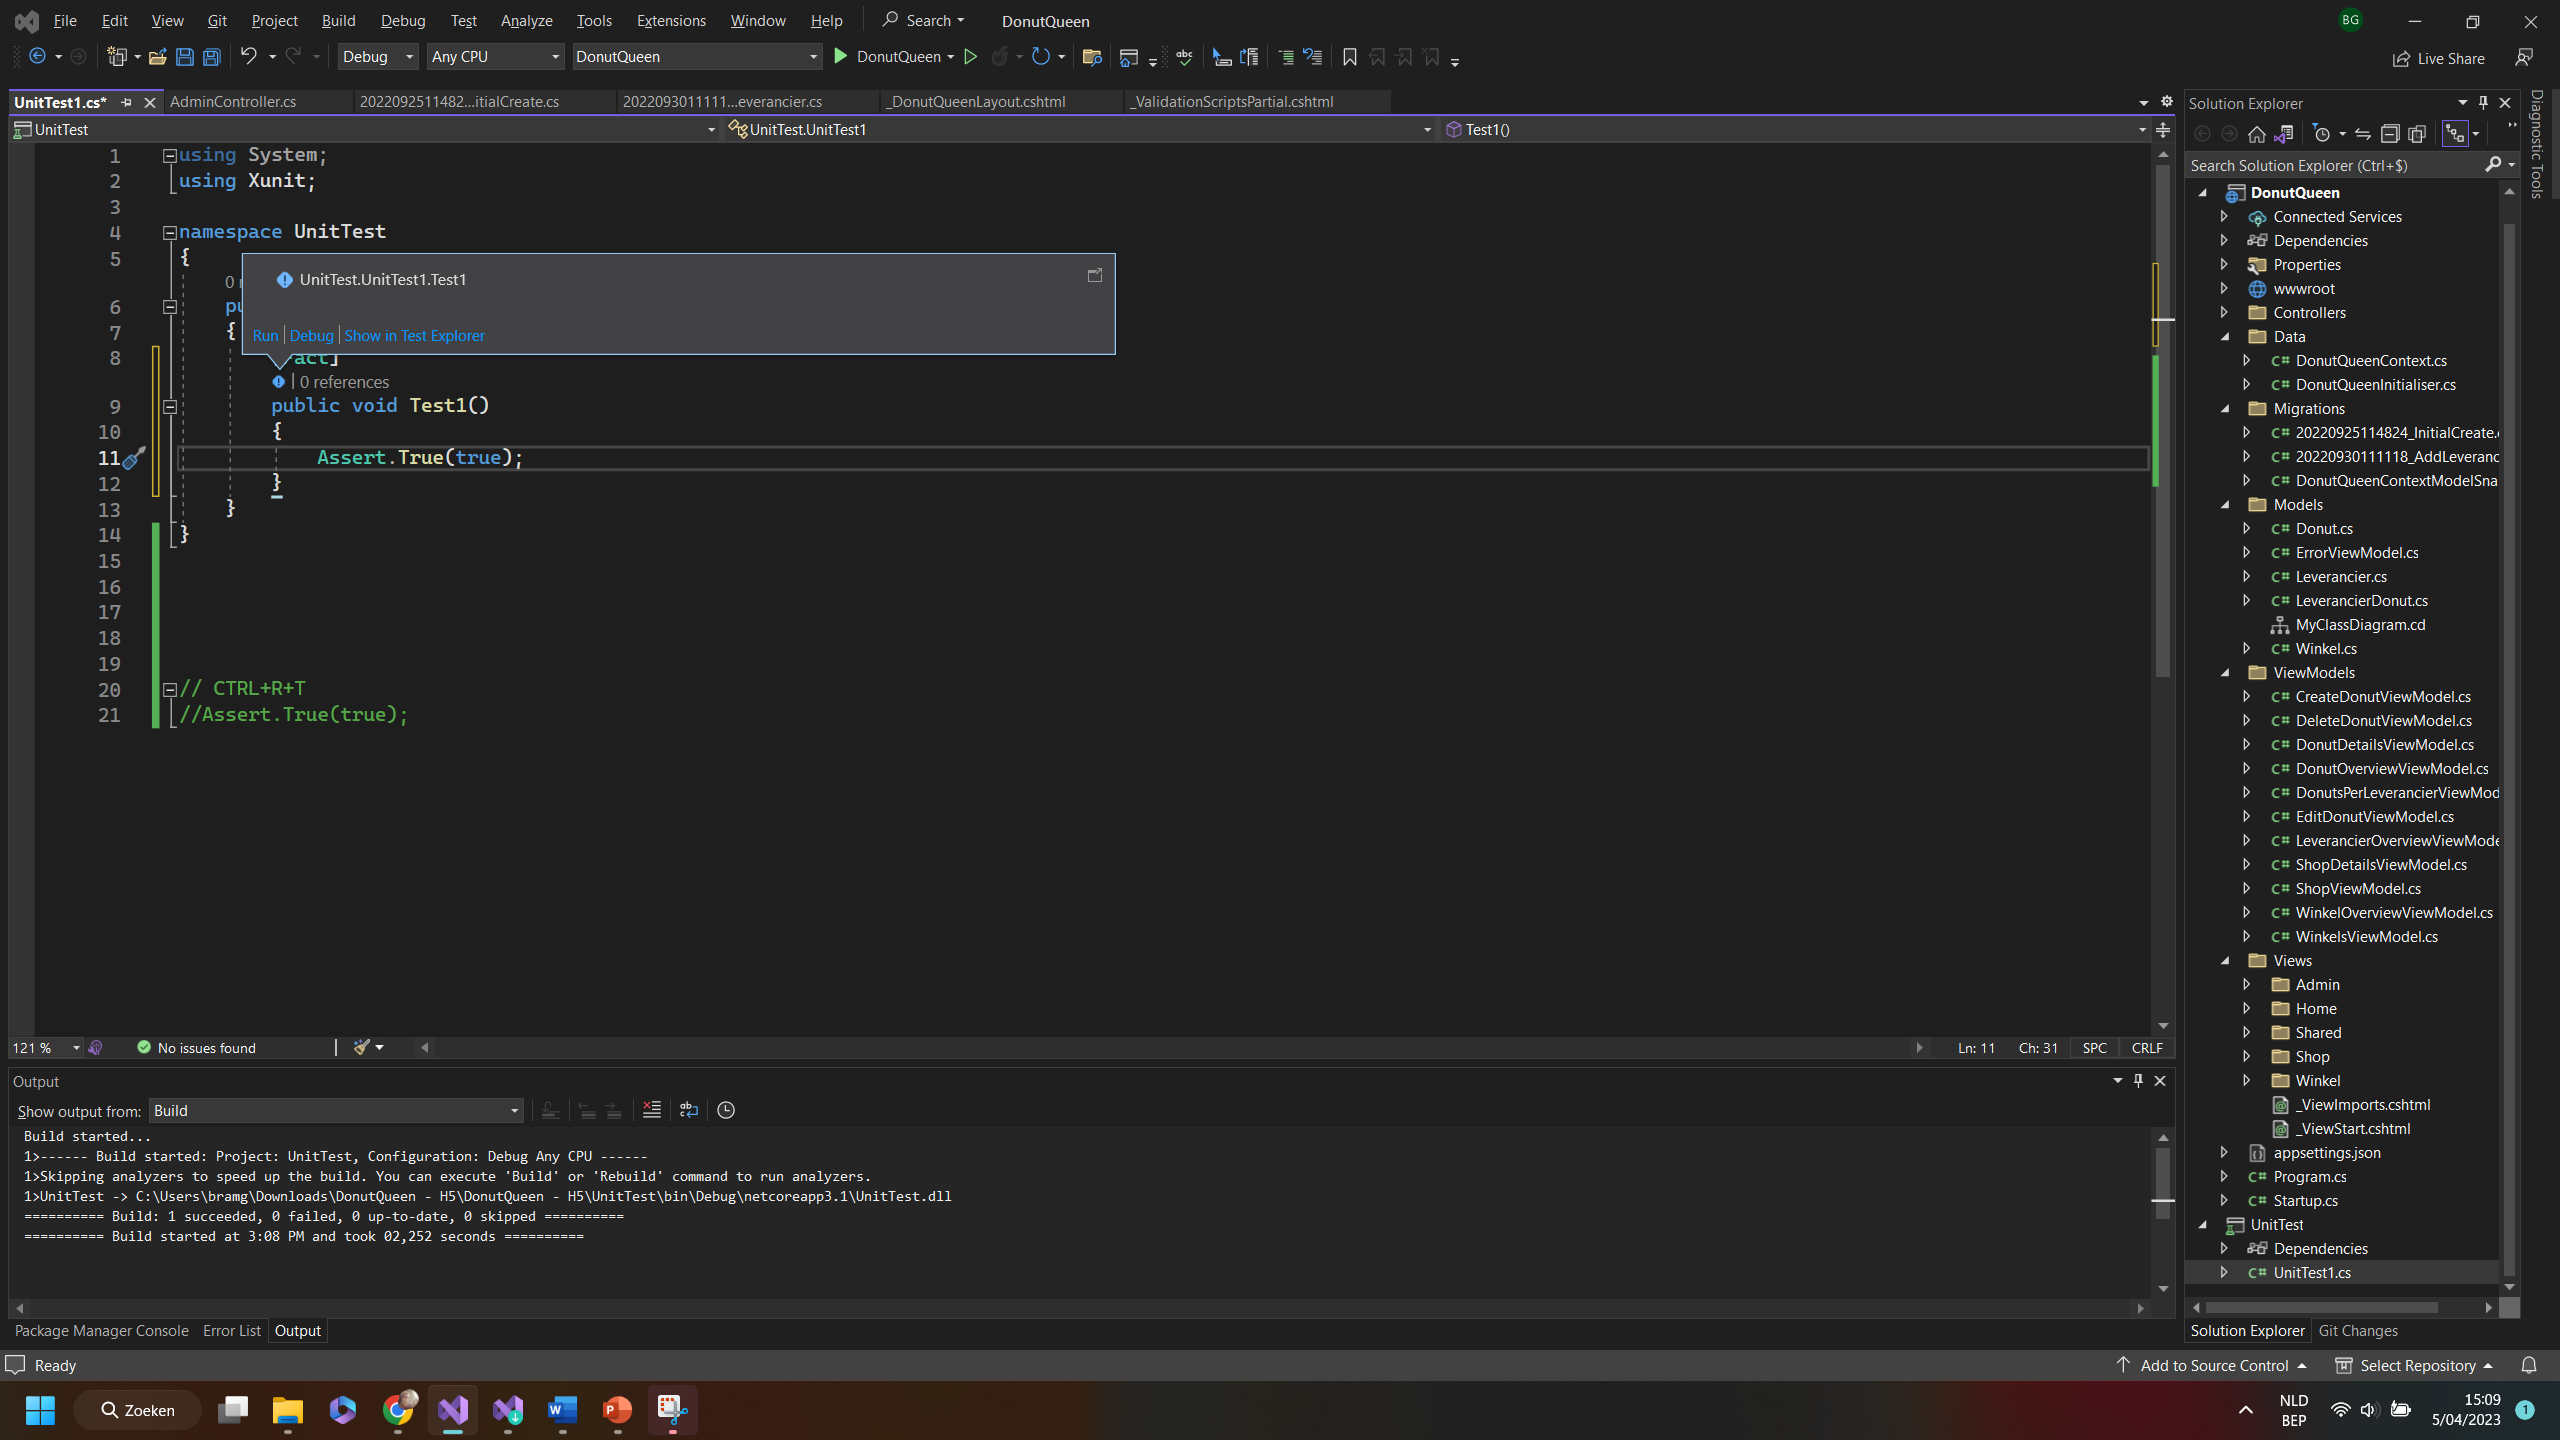 File Edit View Git Project Build Debug Test Analyze Tools Extensions Window Help Search DonutQueen BG
Debug Any CPU DonutQueen DonutQueen Live Share
UnitTest1.cs* AdminController.cs 2022092511482...itialCreate.cs 2022093011111...everancier.cs _DonutQueenLayout.cshtml _ValidationScriptsPartial.cshtml
UnitTest UnitTest.UnitTest1 Test1()
1 using System;
2 using Xunit;
3
4 namespace UnitTest
5 {
UnitTest.UnitTest1.Test1
Run Debug Show in Test Explorer
6
7 {
8
0 references
9 public void Test1()
10 {
11 Assert.True(true);
12 }
13 }
14 }
15
16
17
18
19
20 // CTRL+R+T
21 //Assert.True(true);
121 % No issues found Ln: 11 Ch: 31 SPC CRLF
Output
Show output from: Build
Build started...
1>------ Build started: Project: UnitTest, Configuration: Debug Any CPU ------
1>Skipping analyzers to speed up the build. You can execute 'Build' or 'Rebuild' command to run analyzers.
1>UnitTest -> C:\Users\bramg\Downloads\DonutQueen - H5\DonutQueen - H5\UnitTest\bin\Debug\netcoreapp3.1\UnitTest.dll
========== Build: 1 succeeded, 0 failed, 0 up-to-date, 0 skipped ==========
========== Build started at 3:08 PM and took 02,252 seconds ==========
Package Manager Console Error List Output
Solution Explorer
Search Solution Explorer (Ctrl+$)
DonutQueen
Connected Services
Dependencies
Properties
wwwroot
Controllers
Data
DonutQueenContext.cs
DonutQueenInitialiser.cs
Migrations
20220925114824_InitialCreate.
20220930111118_AddLeveranc
DonutQueenContextModelSna
Models
Donut.cs
ErrorViewModel.cs
Leverancier.cs
LeverancierDonut.cs
MyClassDiagram.cd
Winkel.cs
ViewModels
CreateDonutViewModel.cs
DeleteDonutViewModel.cs
DonutDetailsViewModel.cs
DonutOverviewViewModel.cs
DonutsPerLeverancierViewMod
EditDonutViewModel.cs
LeverancierOverviewViewMode
ShopDetailsViewModel.cs
ShopViewModel.cs
WinkelOverviewViewModel.cs
WinkelsViewModel.cs
Views
Admin
Home
Shared
Shop
Winkel
_ViewImports.cshtml
_ViewStart.cshtml
appsettings.json
Program.cs
Startup.cs
UnitTest
Dependencies
UnitTest1.cs
Solution Explorer Git Changes
Diagnostic Tools
Ready Add to Source Control Select Repository
Zoeken NLD 15:09
BEP 5/04/2023 1